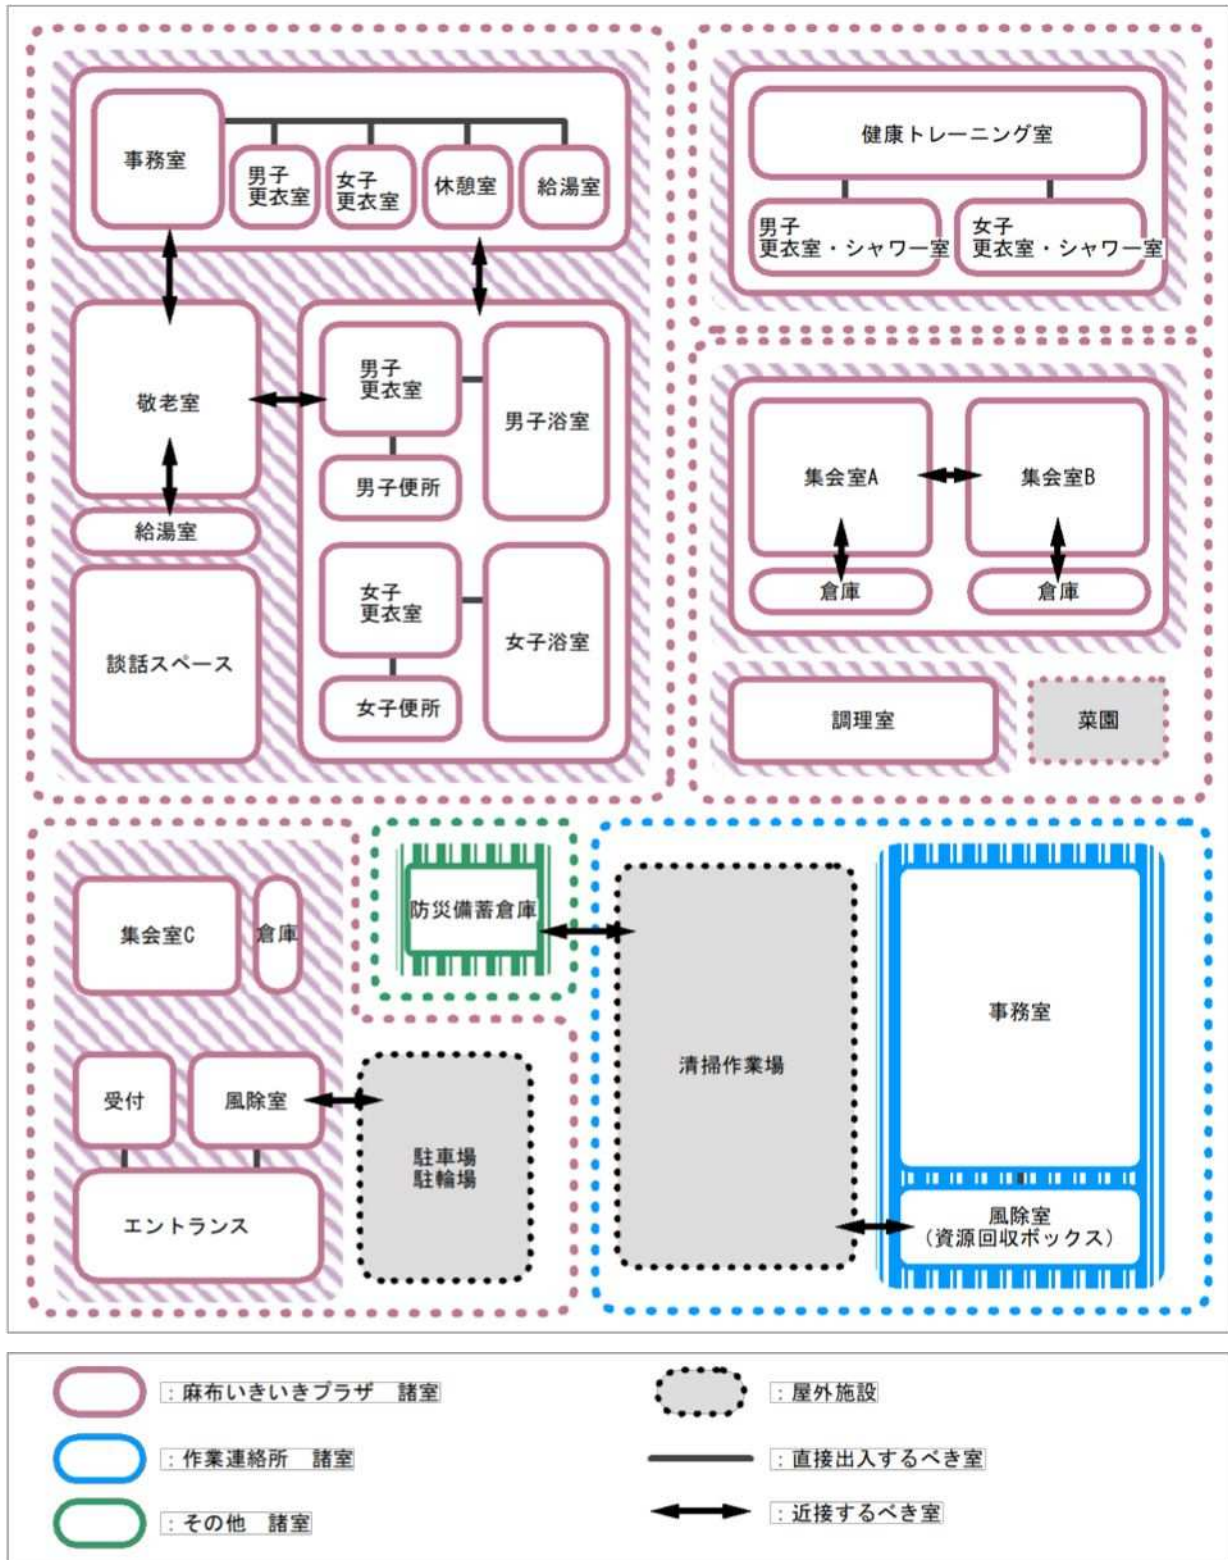 事務室
男子
更衣室
女子
更衣室
休憩室
給湯室
敬老室
給湯室
談話スペース
男子
更衣室
男子浴室
男子便所
女子
更衣室
女子浴室
女子便所
健康トレーニング室
男子
更衣室・シャワー室
女子
更衣室・シャワー室
集会室A
集会室B
倉庫
倉庫
調理室
菜園
集会室C
倉庫
受付
風除室
エントランス
駐車場
駐輪場
防災備蓄倉庫
清掃作業場
事務室
風除室
（資源回収ボックス）
：麻布いきいきプラザ　諸室
：作業連絡所　諸室
：その他　諸室
：屋外施設
：直接出入するべき室
：近接するべき室